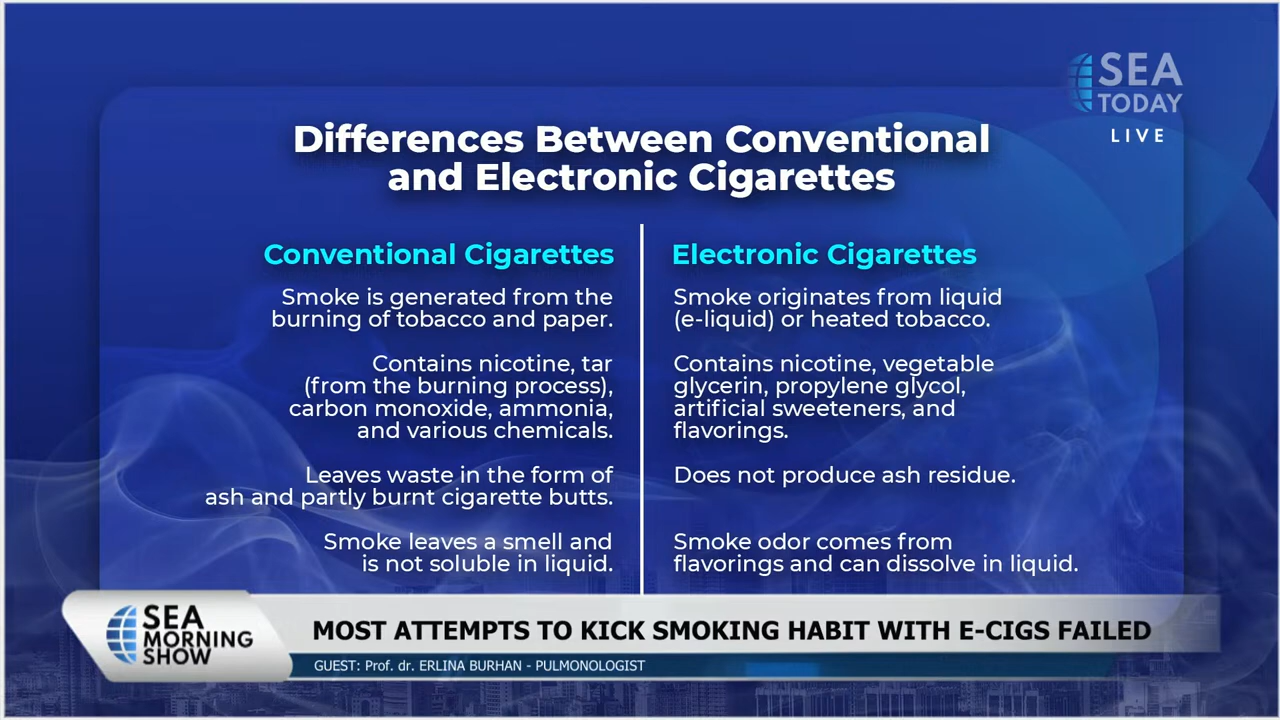 SEA
TODAY
LIVE
Differences Between Conventional
and Electronic Cigarettes
Conventional Cigarettes
Smoke is generated from the
burning of tobacco and paper.
Contains nicotine, tar
(from the burning process),
carbon monoxide, ammonia,
and various chemicals.
Leaves waste in the form of
ash and partly burnt cigarette butts.
Smoke leaves a smell and
is not soluble in liquid.
Electronic Cigarettes
Smoke originates from liquid
(e-liquid) or heated tobacco.
Contains nicotine, vegetable
glycerin, propylene glycol,
artificial sweeteners, and
flavorings.
Does not produce ash residue.
Smoke odor comes from
flavorings and can dissolve in liquid.
SEA
MORNING
SHOW
MOST ATTEMPTS TO KICK SMOKING HABIT WITH E-CIGS FAILED
GUEST: Prof. dr. ERLINA BURHAN - PULMONOLOGIST